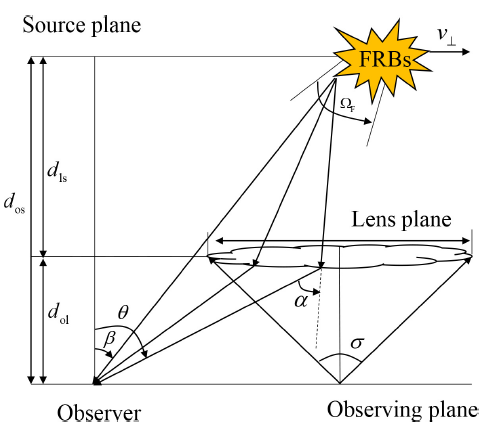 Source plane
v⊥
FRBs
Ω_F
d_ls
d_os
Lens plane
d_ol
θ
β
α
σ
Observer
Observing plane